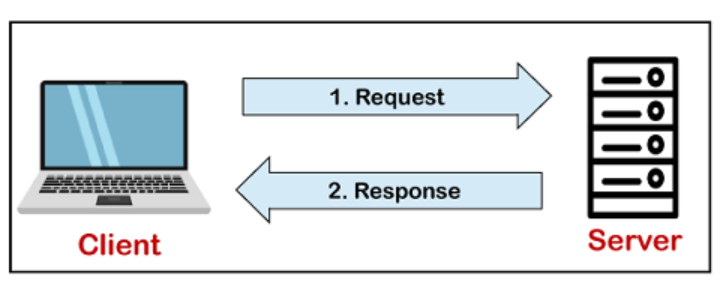 1. Request
2. Response
Client
Server